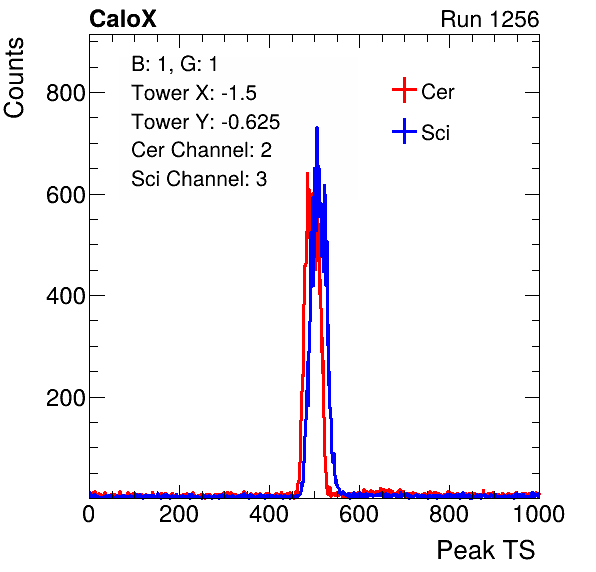 CaloX Run 1256
Counts
B: 1, G: 1
Tower X: -1.5
Tower Y: -0.625
Cer Channel: 2
Sci Channel: 3
Cer
Sci
800
600
400
200
0 200 400 600 800 1000
Peak TS